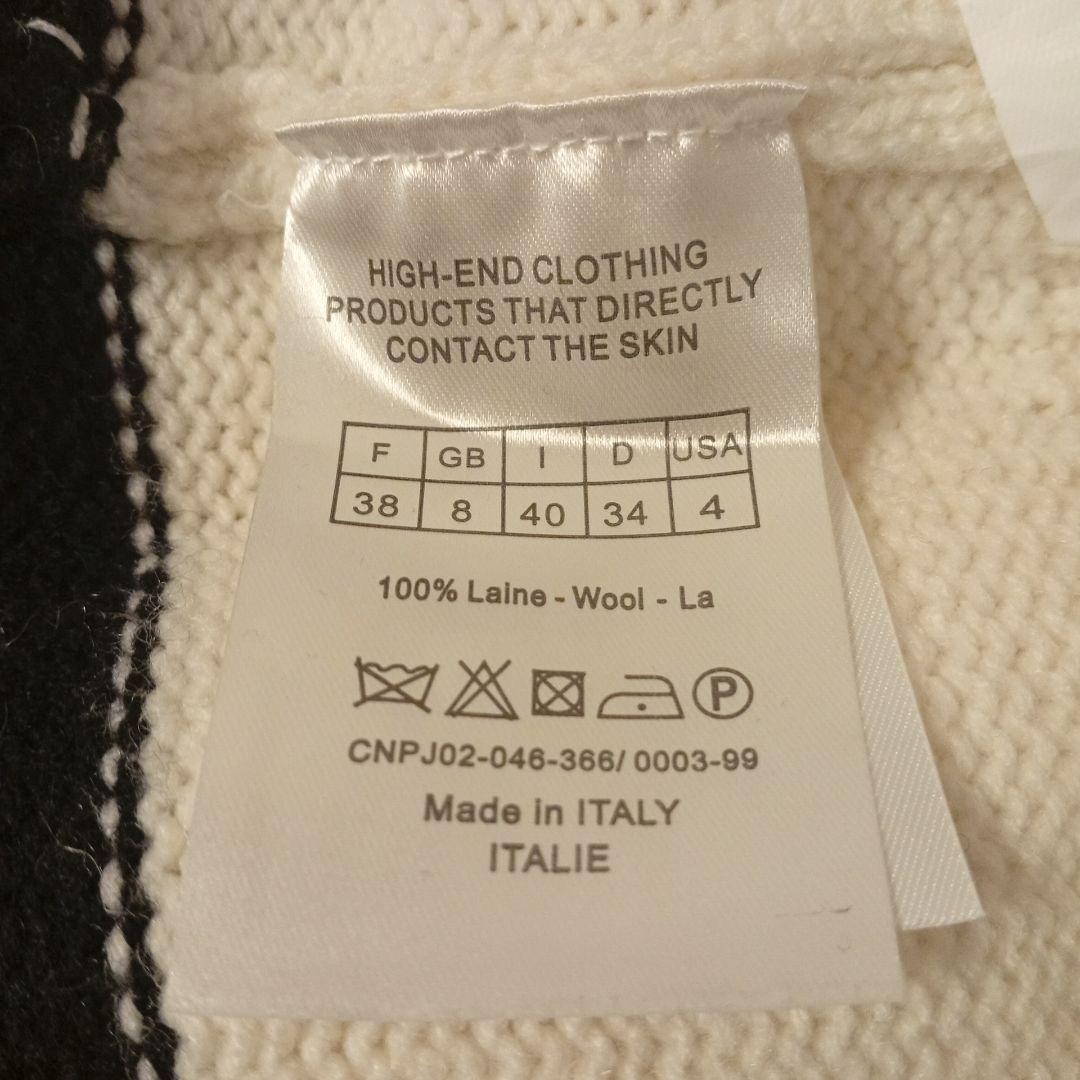 HIGH-END CLOTHING
PRODUCTS THAT DIRECTLY
CONTACT THE SKIN
F GB I D USA
38 8 40 34 4
100% Laine - Wool - La
P
CNPJ02-046-366/ 0003-99
Made in ITALY
ITALIE